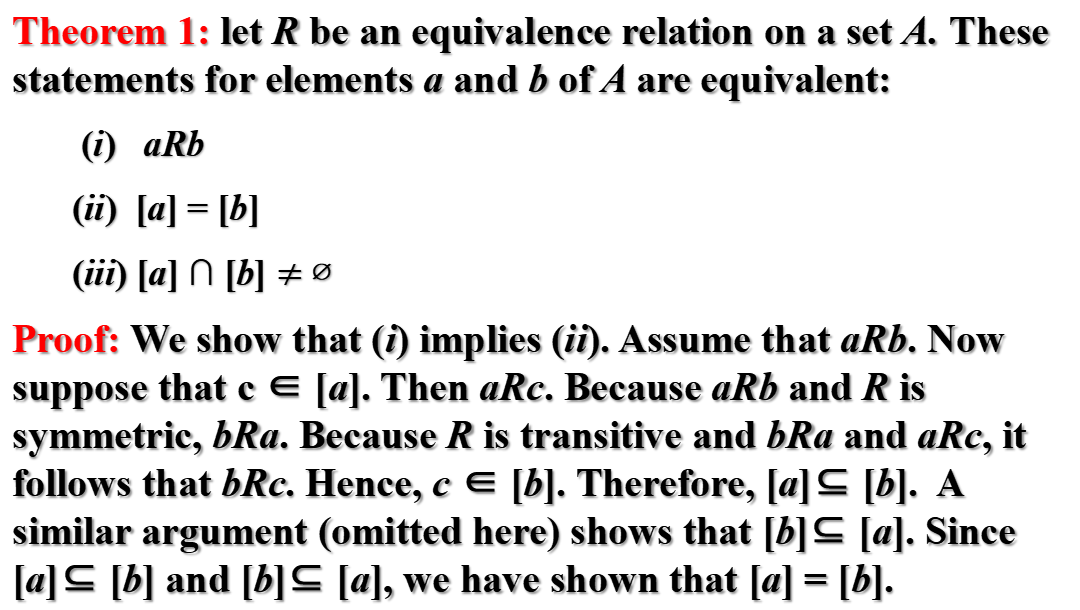 Theorem 1: let R be an equivalence relation on a set A. These
statements for elements a and b of A are equivalent:
(i) aRb
(ii) [a] = [b]
(iii) [a] ∩ [b] ≠ ∅
Proof: We show that (i) implies (ii). Assume that aRb. Now
suppose that c ∈ [a]. Then aRc. Because aRb and R is
symmetric, bRa. Because R is transitive and bRa and aRc, it
follows that bRc. Hence, c ∈ [b]. Therefore, [a]⊆ [b]. A
similar argument (omitted here) shows that [b]⊆ [a]. Since
[a]⊆ [b] and [b]⊆ [a], we have shown that [a] = [b].